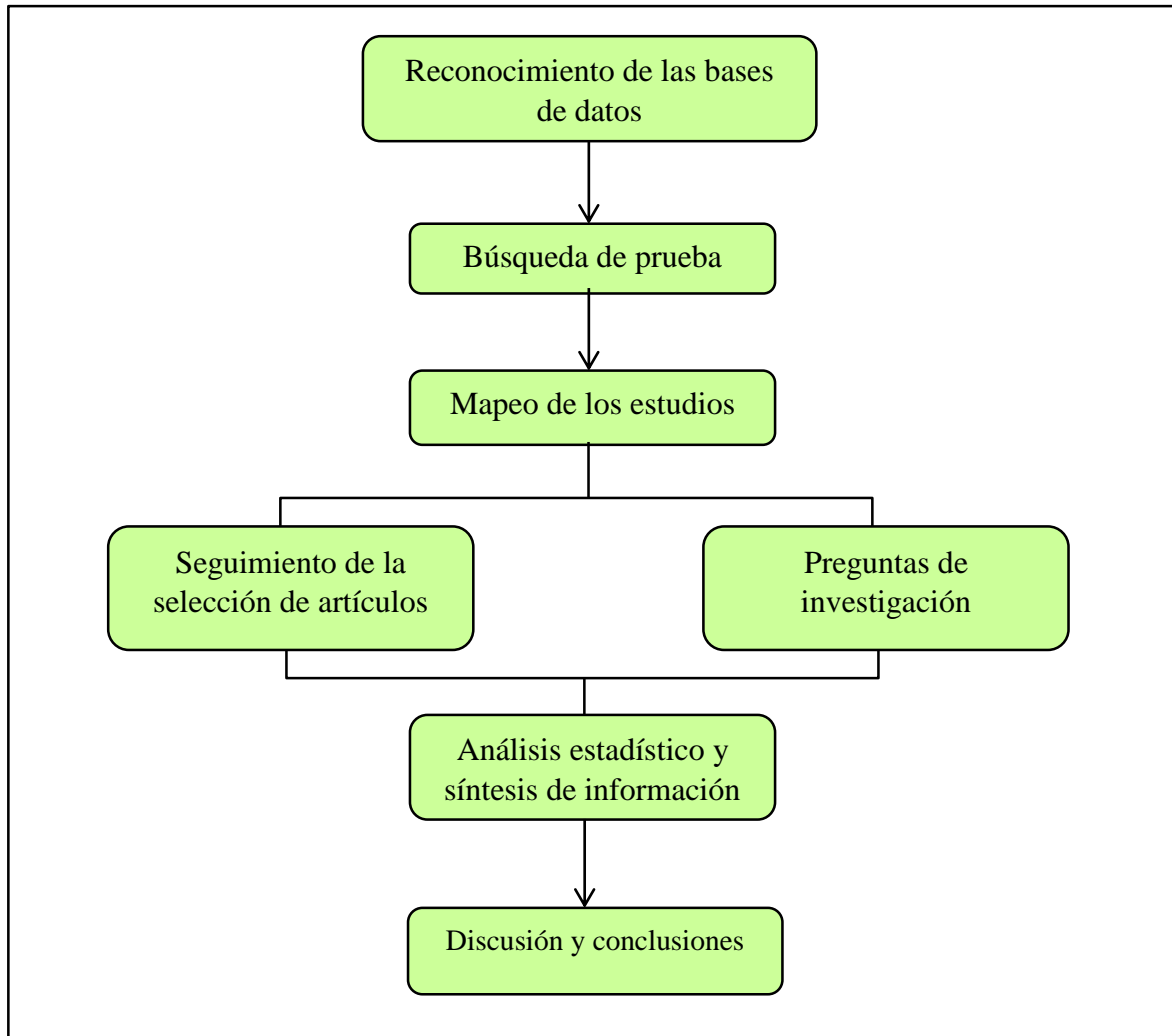 Reconocimiento de las bases
de datos
Búsqueda de prueba
Mapeo de los estudios
Seguimiento de la
selección de artículos
Preguntas de
investigación
Análisis estadístico y
síntesis de información
Discusión y conclusiones